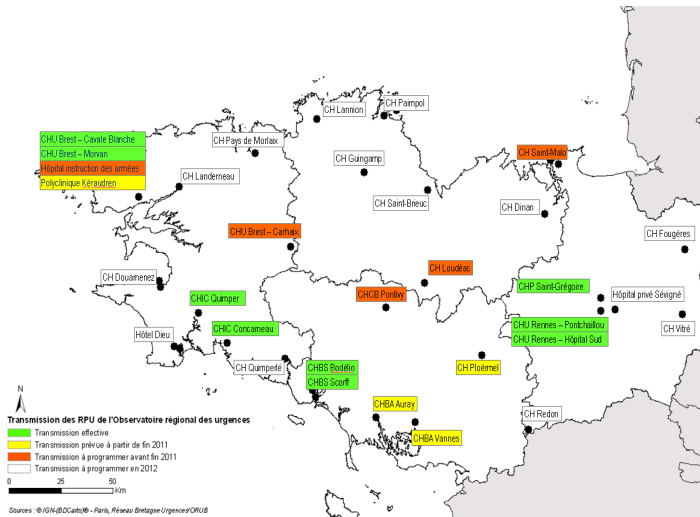 CH Lannion
CH Paimpol
CHU Brest – Cavale Blanche
CHU Brest – Morvan
Hôpital instruction des armées
Polyclinique Kéraudren
CH Pays de Morlaix
CH Saint-Malo
CH Guingamp
CH Landerneau
CH Saint-Brieuc
CH Dinan
CHU Brest – Carhaix
CH Fougères
CH Loudéac
CH Douarnenez
CHCB Pontivy
CHP Saint-Grégoire
CHIC Quimper
Hôpital privé Sévigné
CHIC Concarneau
CHU Rennes – Pontchaillou
CH Vitré
Hôtel Dieu
CHU Rennes – Hôpital Sud
CH Quimperlé
CHBS Bodélio
CH Ploërmel
CHBS Scorff
CHBA Auray
CH Redon
CHBA Vannes
N
Transmission des RPU de l'Observatoire régional des urgences
Transmission effective
Transmission prévue à partir de fin 2011
Transmission à programmer avant fin 2011
Transmission à programmer en 2012
0 25 50
Km
Sources : © IGN-(BDCarto)® - Paris, Réseau Bretagne Urgences/ORUB